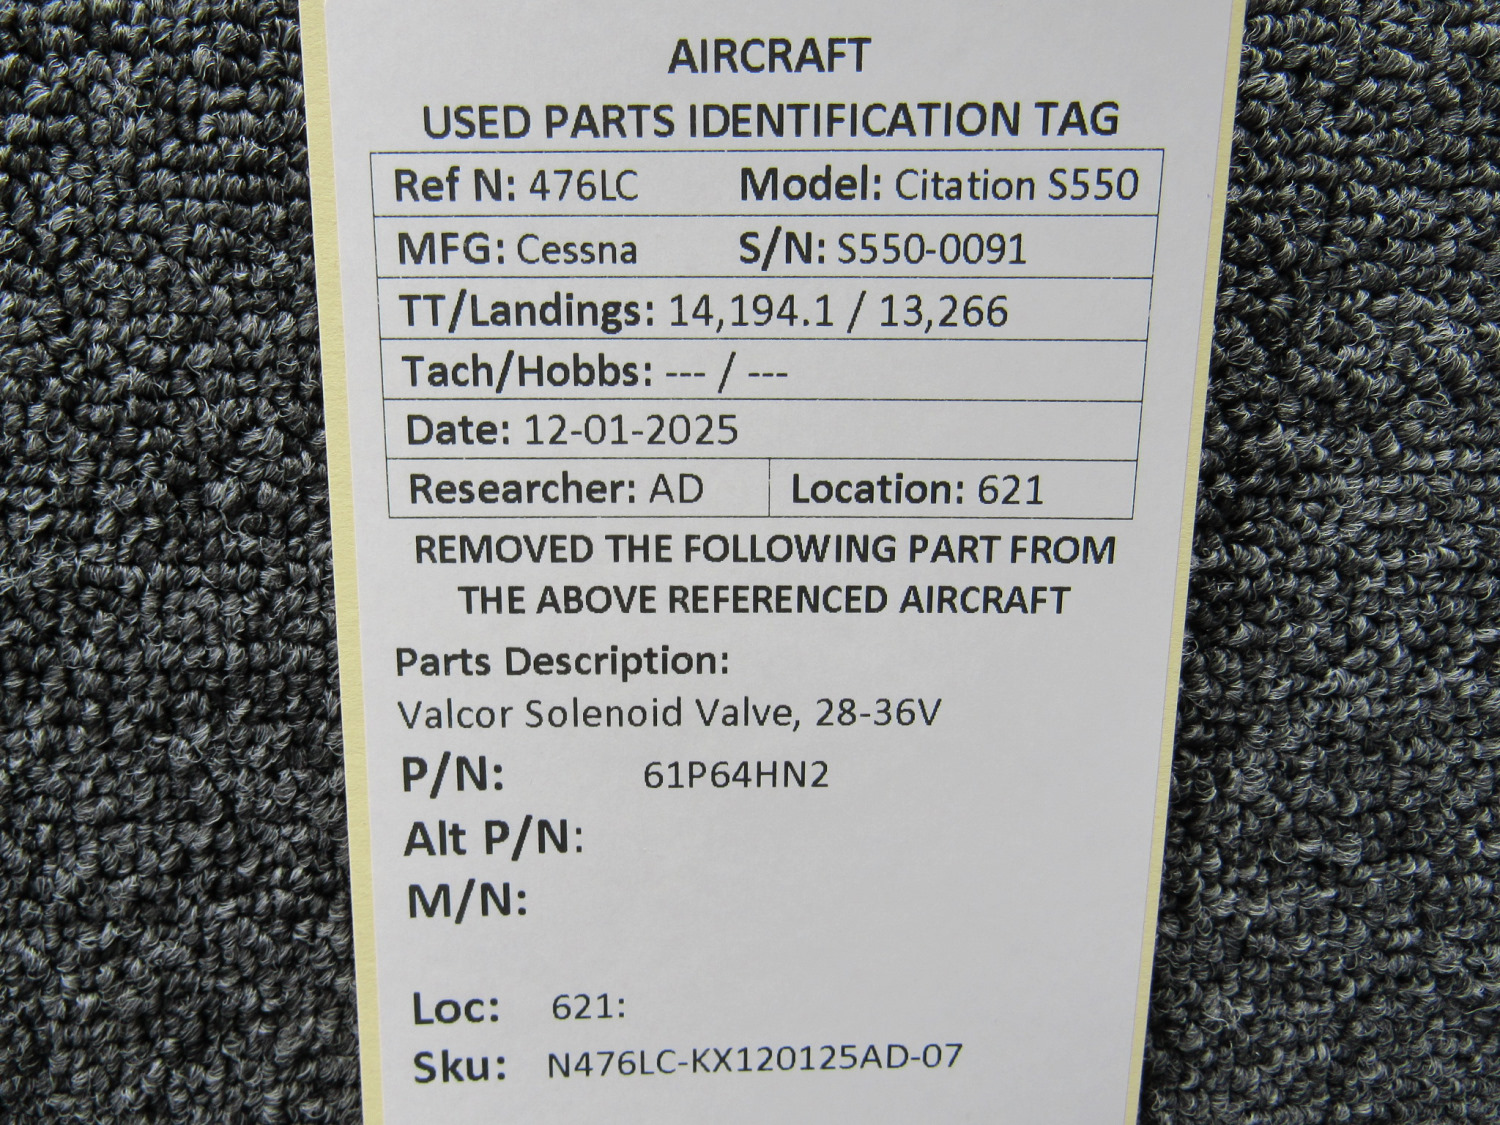 AIRCRAFT
USED PARTS IDENTIFICATION TAG
Ref N: 476LC Model: Citation S550
MFG: Cessna S/N: S550-0091
TT/Landings: 14,194.1 / 13,266
Tach/Hobbs: --- / ---
Date: 12-01-2025
Researcher: AD Location: 621
REMOVED THE FOLLOWING PART FROM
THE ABOVE REFERENCED AIRCRAFT
Parts Description:
Valcor Solenoid Valve, 28-36V
P/N: 61P64HN2
Alt P/N:
M/N:
Loc: 621:
Sku: N476LC-KX120125AD-07